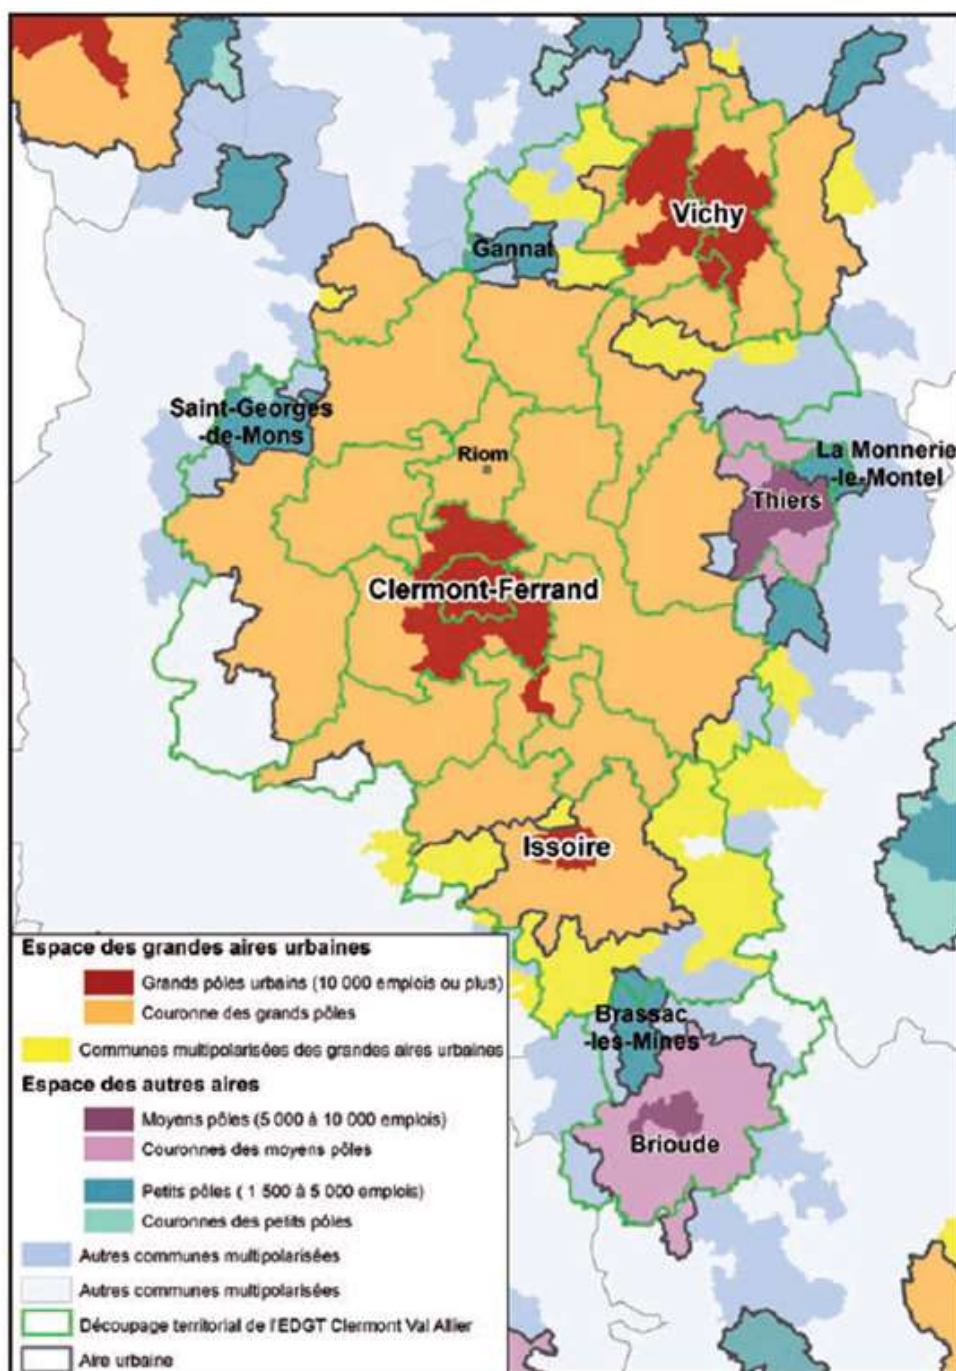 Vichy
Gannat
Saint-Georges
-de-Mons
Riom
La Monnerie
-le-Montel
Thiers
Clermont-Ferrand
Issoire
Brassac
-les-Mines
Brioude
Espace des grandes aires urbaines
Grands pôles urbains (10 000 emplois ou plus)
Couronne des grands pôles
Communes multipolarisées des grandes aires urbaines
Espace des autres aires
Moyens pôles (5 000 à 10 000 emplois)
Couronnes des moyens pôles
Petits pôles ( 1 500 à 5 000 emplois)
Couronnes des petits pôles
Autres communes multipolarisées
Autres communes multipolarisées
Découpage territorial de l'EDGT Clermont Val Allier
Aire urbaine